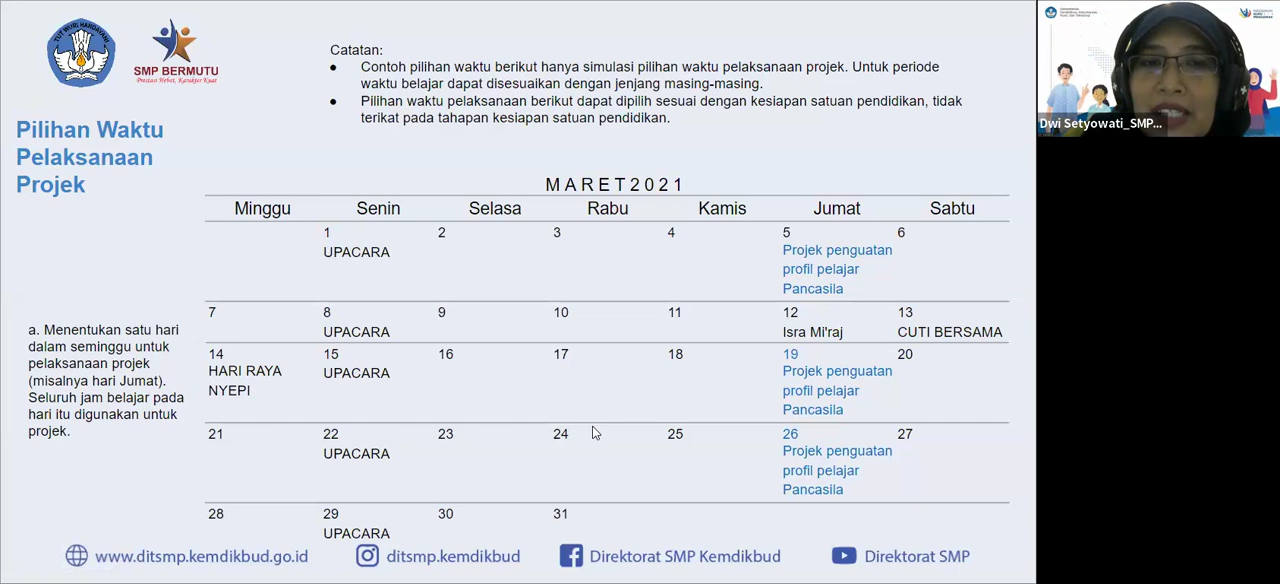 TUT WURI HANDAYANI
SMP BERMUTU
Prestasi Hebat, Karakter Kuat
Pilihan Waktu
Pelaksanaan
Projek
Catatan:
● Contoh pilihan waktu berikut hanya simulasi pilihan waktu pelaksanaan projek. Untuk periode
waktu belajar dapat disesuaikan dengan jenjang masing-masing.
● Pilihan waktu pelaksanaan berikut dapat dipilih sesuai dengan kesiapan satuan pendidikan, tidak
terikat pada tahapan kesiapan satuan pendidikan.
M A R E T 2 0 2 1
Minggu Senin Selasa Rabu Kamis Jumat Sabtu
1 2 3 4 5 6
UPACARA Projek penguatan
profil pelajar
Pancasila
7 8 9 10 11 12 13
UPACARA Isra Mi'raj CUTI BERSAMA
14 15 16 17 18 19 20
HARI RAYA UPACARA Projek penguatan
NYEPI profil pelajar
Pancasila
21 22 23 24 25 26 27
UPACARA Projek penguatan
profil pelajar
Pancasila
28 29 30 31
UPACARA
a. Menentukan satu hari
dalam seminggu untuk
pelaksanaan projek
(misalnya hari Jumat).
Seluruh jam belajar pada
hari itu digunakan untuk
projek.
www.ditsmp.kemdikbud.go.id ditsmp.kemdikbud Direktorat SMP Kemdikbud Direktorat SMP
Dwi Setyowati_SMP...